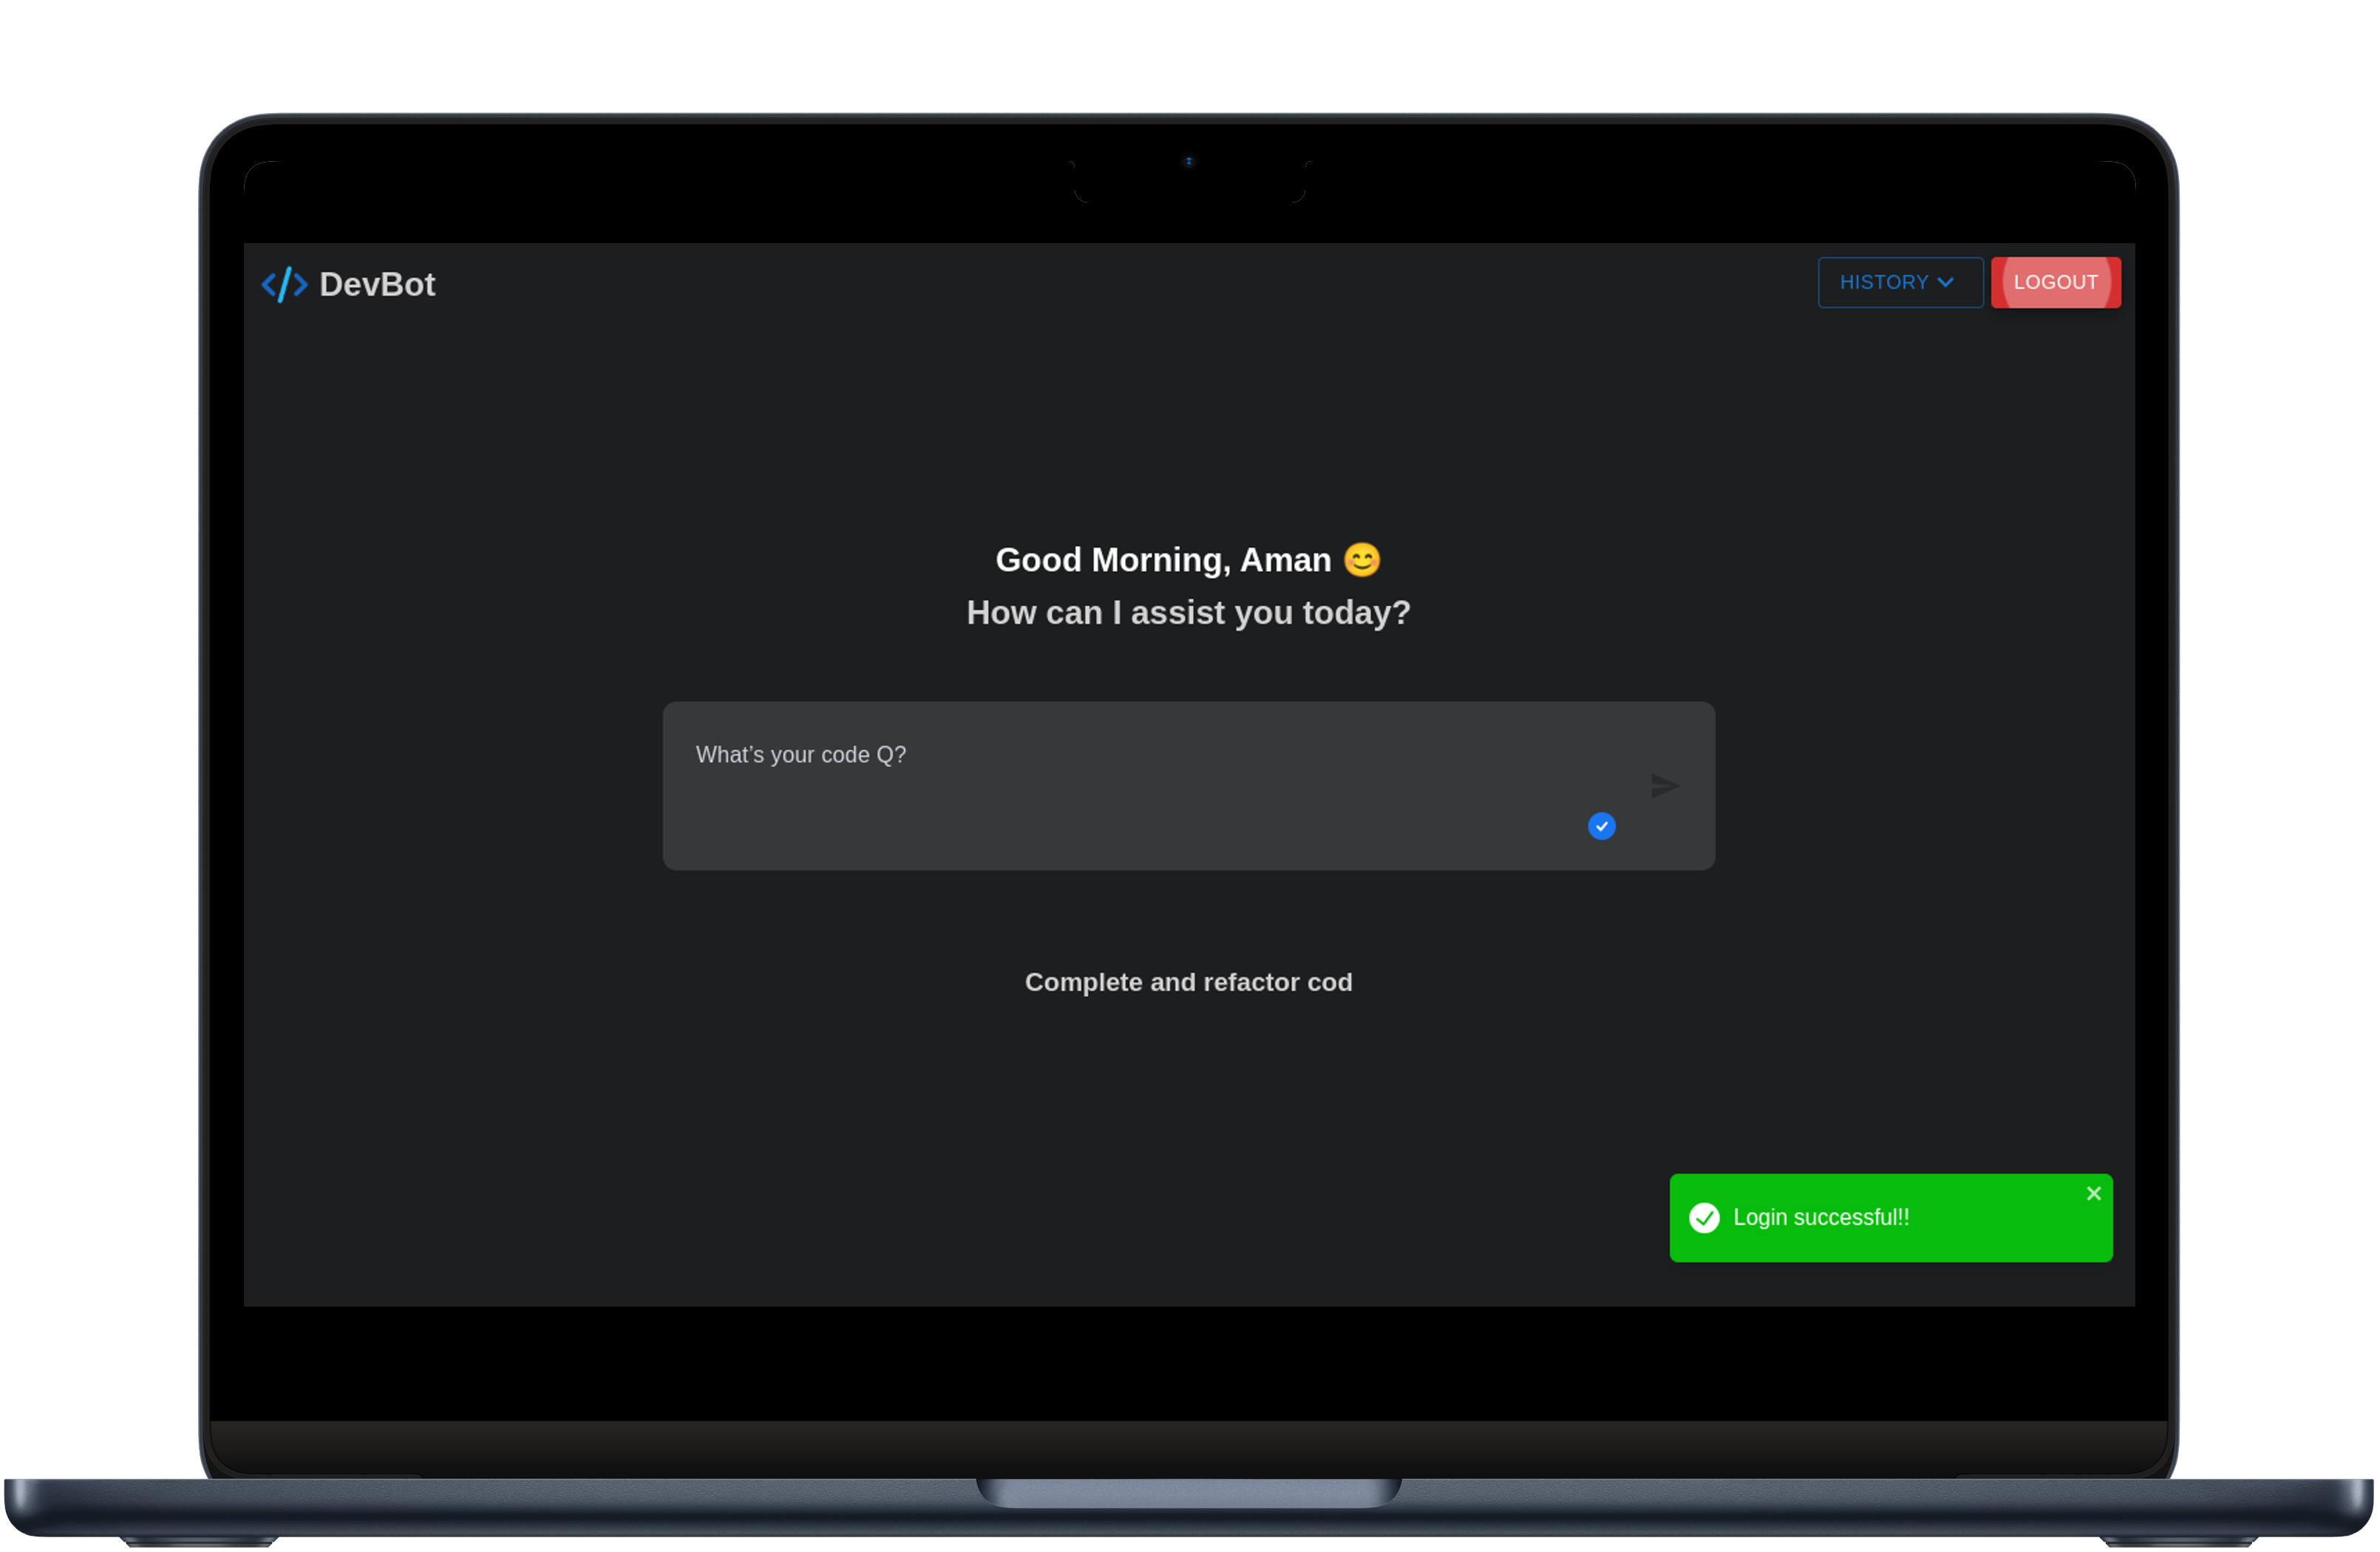 DevBot
HISTORY
LOGOUT
Good Morning, Aman 😊
How can I assist you today?
What’s your code Q?
Complete and refactor cod
Login successful!!